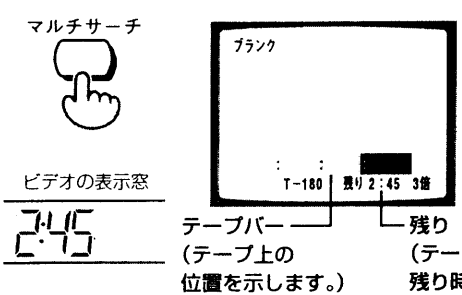 マルチサーチ
ブランク
: :
T-180 残り 2:45 3倍
ビデオの表示窓
2:45
テープバー
(テープ上の
位置を示します。)
残り
(テー
残り時